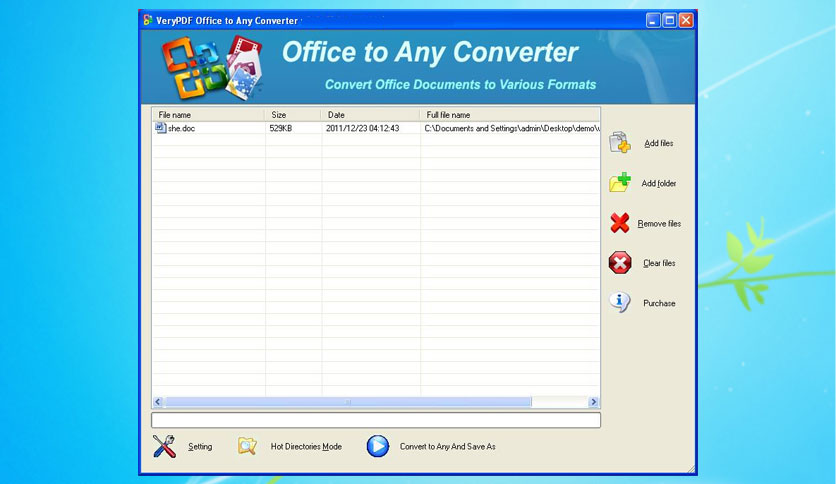 VeryPDF Office to Any Converter
Office to Any Converter
Convert Office Documents to Various Formats
File name Size Date Full file name
she.doc 529KB 2011/12/23 04:12:43 C:\Documents and Settings\admin\Desktop\demo\
Add files
Add folder
Remove files
Clear files
Purchase
Setting Hot Directories Mode Convert to Any And Save As